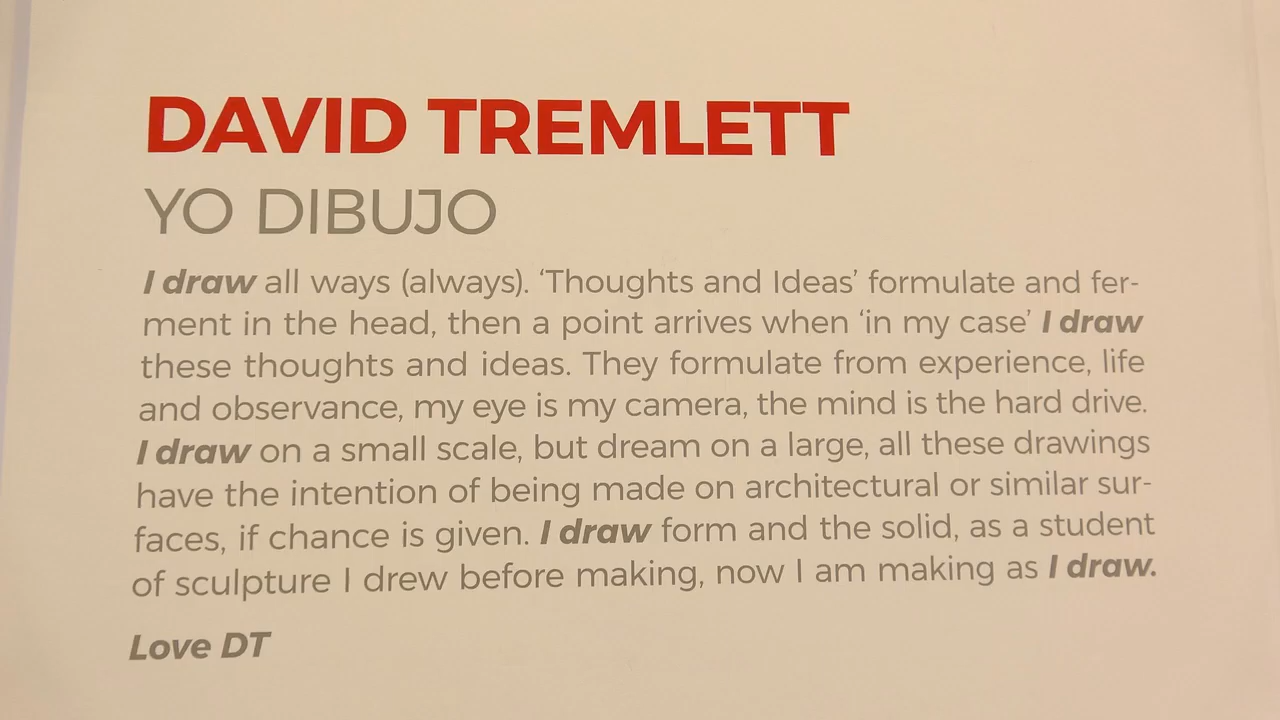 DAVID TREMLETT
YO DIBUJO
I draw all ways (always). ‘Thoughts and Ideas’ formulate and fer-
ment in the head, then a point arrives when ‘in my case’ I draw
these thoughts and ideas. They formulate from experience, life
and observance, my eye is my camera, the mind is the hard drive.
I draw on a small scale, but dream on a large, all these drawings
have the intention of being made on architectural or similar sur-
faces, if chance is given. I draw form and the solid, as a student
of sculpture I drew before making, now I am making as I draw.
Love DT